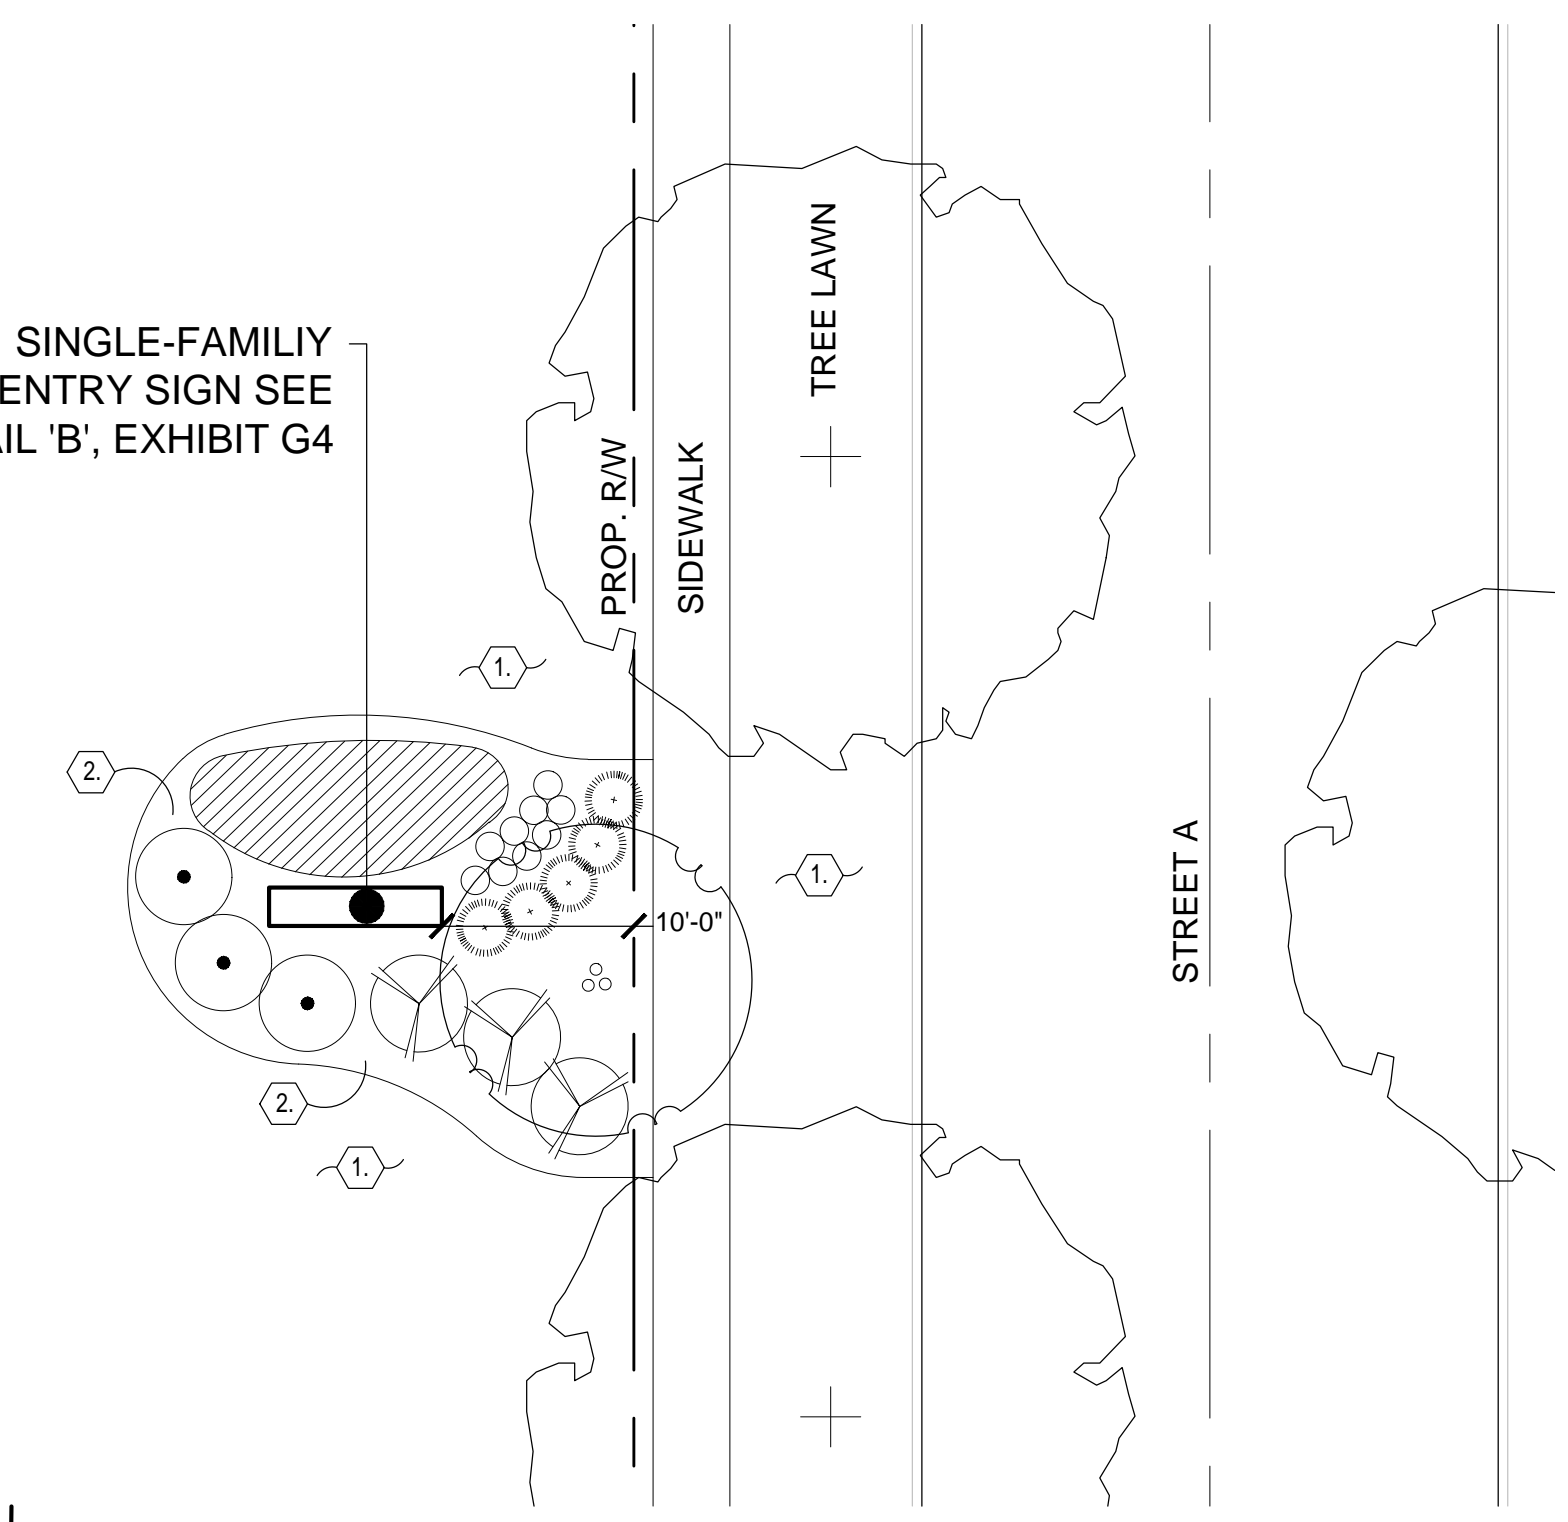 SINGLE-FAMILIY
ENTRY SIGN SEE
AIL 'B', EXHIBIT G4
TREE LAWN
PROP. R/W
SIDEWALK
1.
2.
1.
10'-0"
STREET A
2.
1.